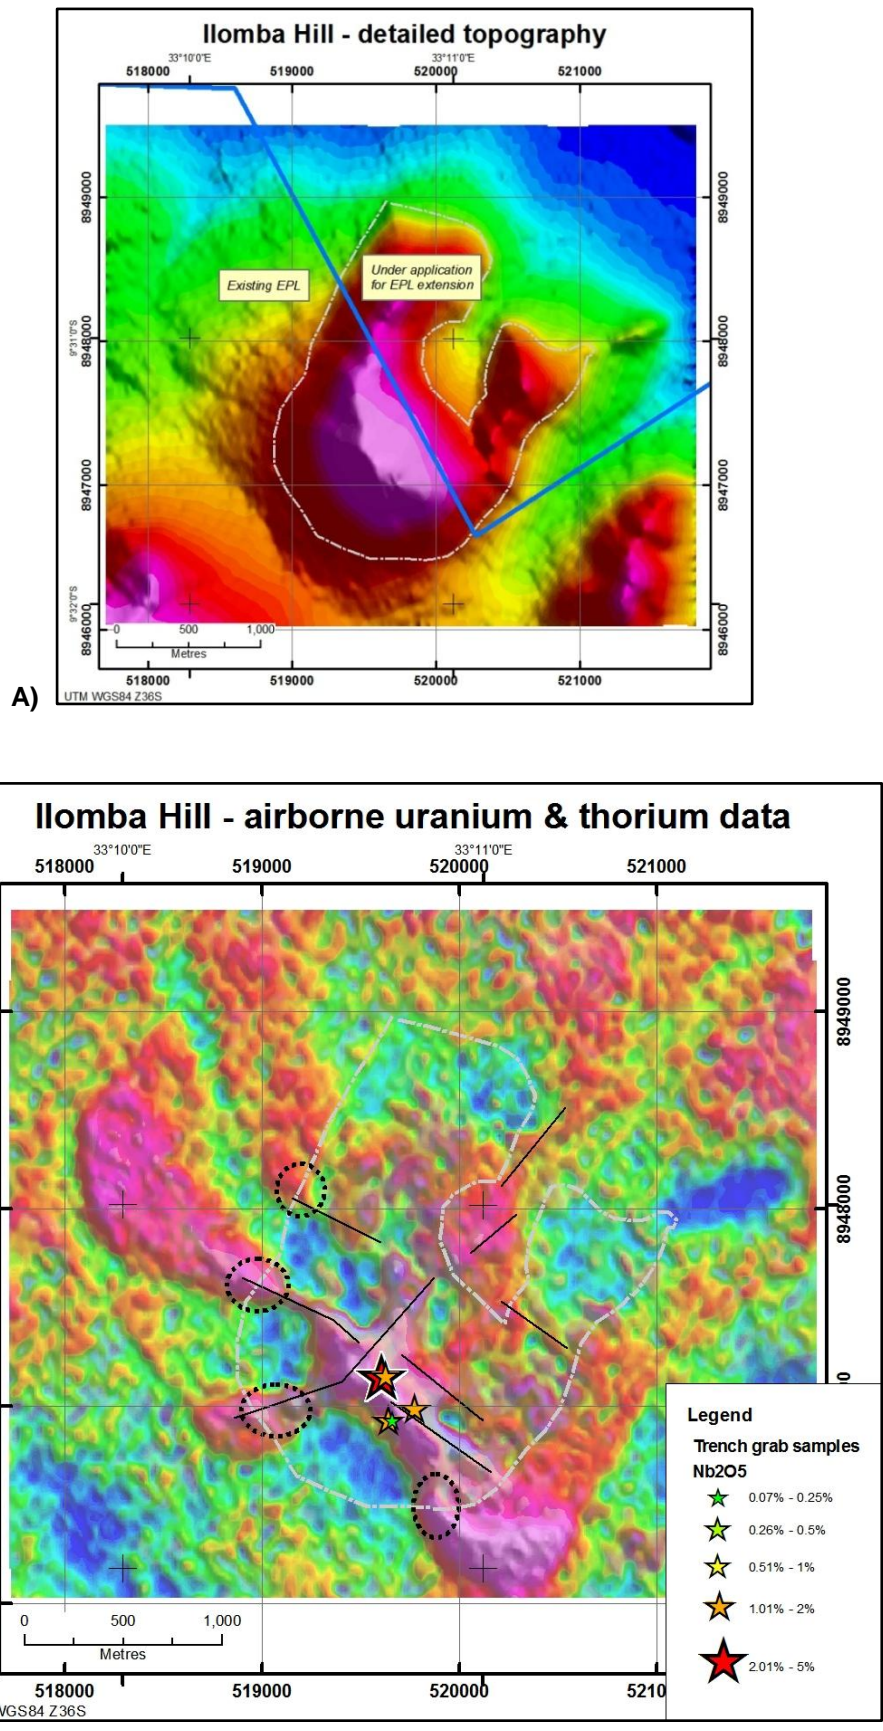 Ilomba Hill - detailed topography
33°10'0"E 33°11'0"E
518000 519000 520000 521000
8949000 8949000
Existing EPL
Under application
for EPL extension
9°31'0"S
8948000 8948000
8947000 8947000
9°32'0"S
8946000 8946000
0 500 1,000
Metres
518000 519000 520000 521000
A)
UTM WGS84 Z36S
Ilomba Hill - airborne uranium & thorium data
33°10'0"E 33°11'0"E
518000 519000 520000 521000
8949000
8948000
Legend
Trench grab samples
Nb2O5
0.07% - 0.25%
0.26% - 0.5%
0.51% - 1%
1.01% - 2%
2.01% - 5%
0 500 1,000
Metres
518000 519000 520000 5210
WGS84 Z36S